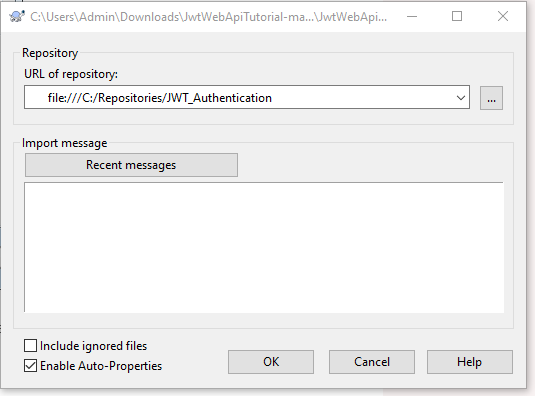 C:\Users\Admin\Downloads\JwtWebApiTutorial-ma...\JwtWebApi...
Repository
URL of repository:
file:///C:/Repositories/JWT_Authentication
...
Import message
Recent messages
Include ignored files
Enable Auto-Properties
OK
Cancel
Help